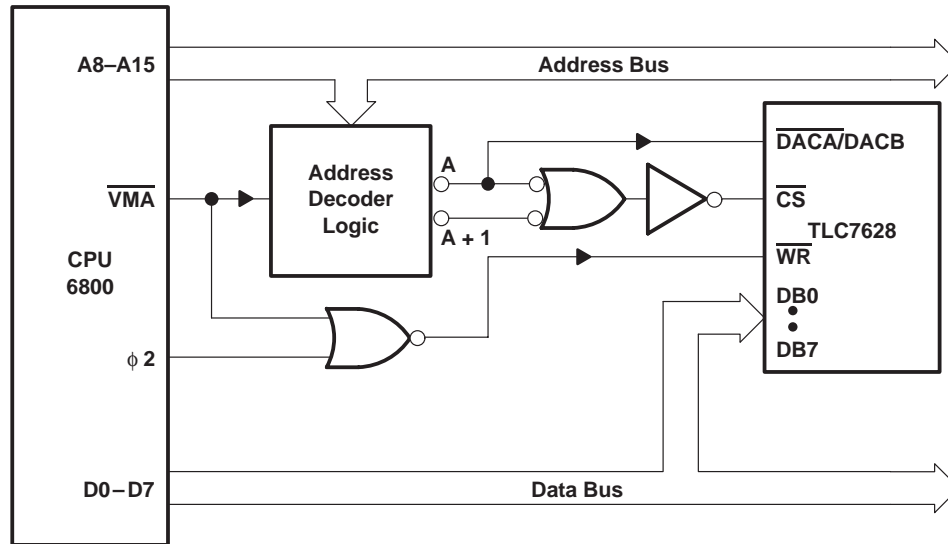 A8–A15
Address Bus
VMA
Address
Decoder
Logic
A
A + 1
DACA/DACB
CS
TLC7628
WR
CPU
6800
DB0
DB7
φ 2
D0–D7
Data Bus